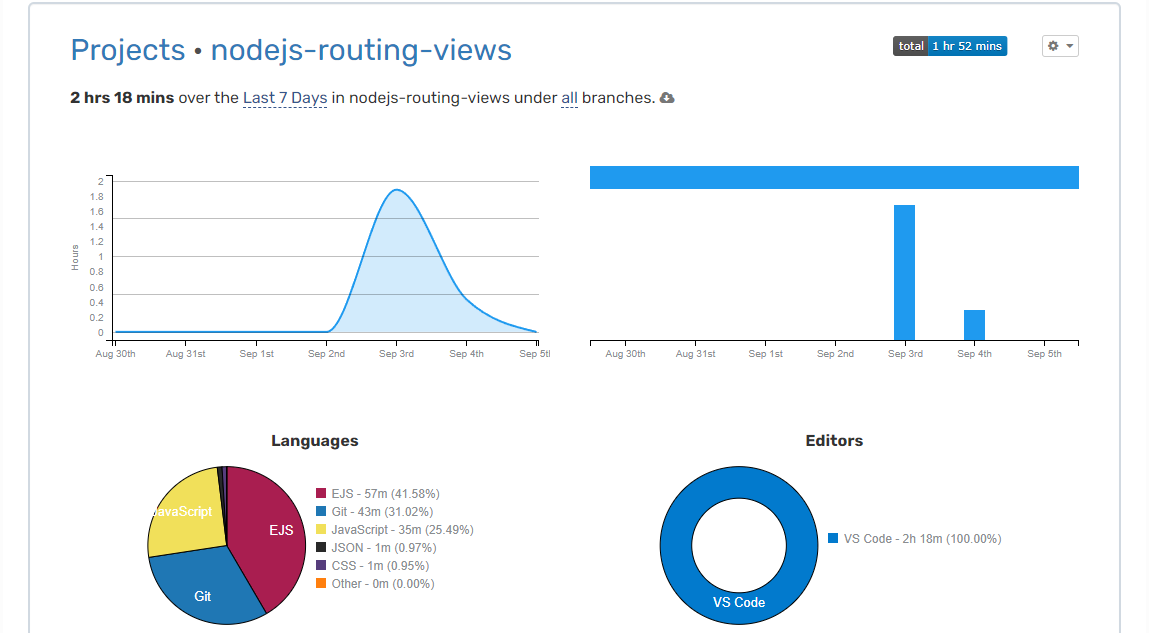 Projects • nodejs-routing-views
total 1 hr 52 mins
2 hrs 18 mins over the Last 7 Days in nodejs-routing-views under all branches.
2
1.8
1.6
1.4
1.2
1
0.8
0.6
0.4
0.2
0
Hours
Aug 30th Aug 31st Sep 1st Sep 2nd Sep 3rd Sep 4th Sep 5tl
Aug 30th Aug 31st Sep 1st Sep 2nd Sep 3rd Sep 4th Sep 5th
Languages
avaScript
EJS
Git
EJS - 57m (41.58%)
Git - 43m (31.02%)
JavaScript - 35m (25.49%)
JSON - 1m (0.97%)
CSS - 1m (0.95%)
Other - 0m (0.00%)
Editors
VS Code
VS Code - 2h 18m (100.00%)